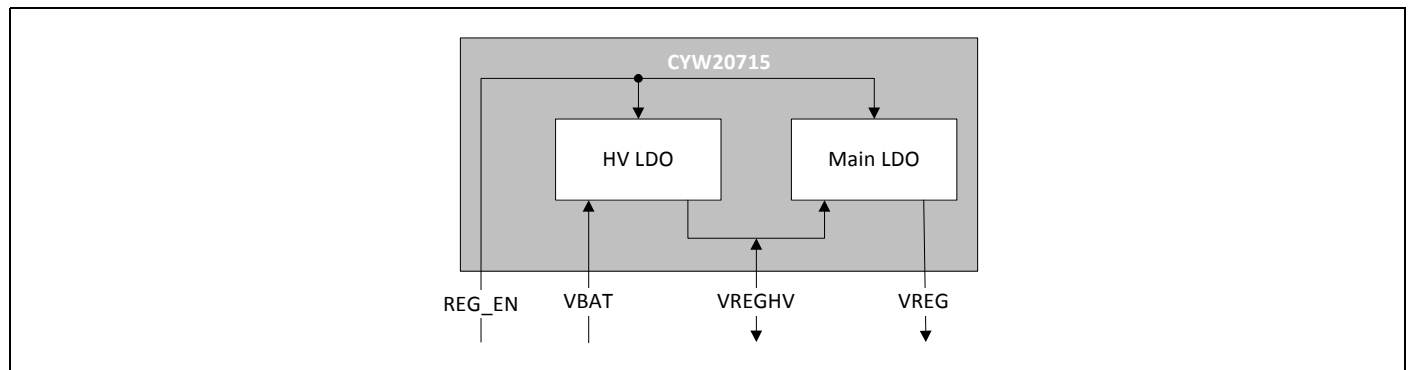 CYW20715
HV LDO
Main LDO
REG_EN
VBAT
VREGHV
VREG